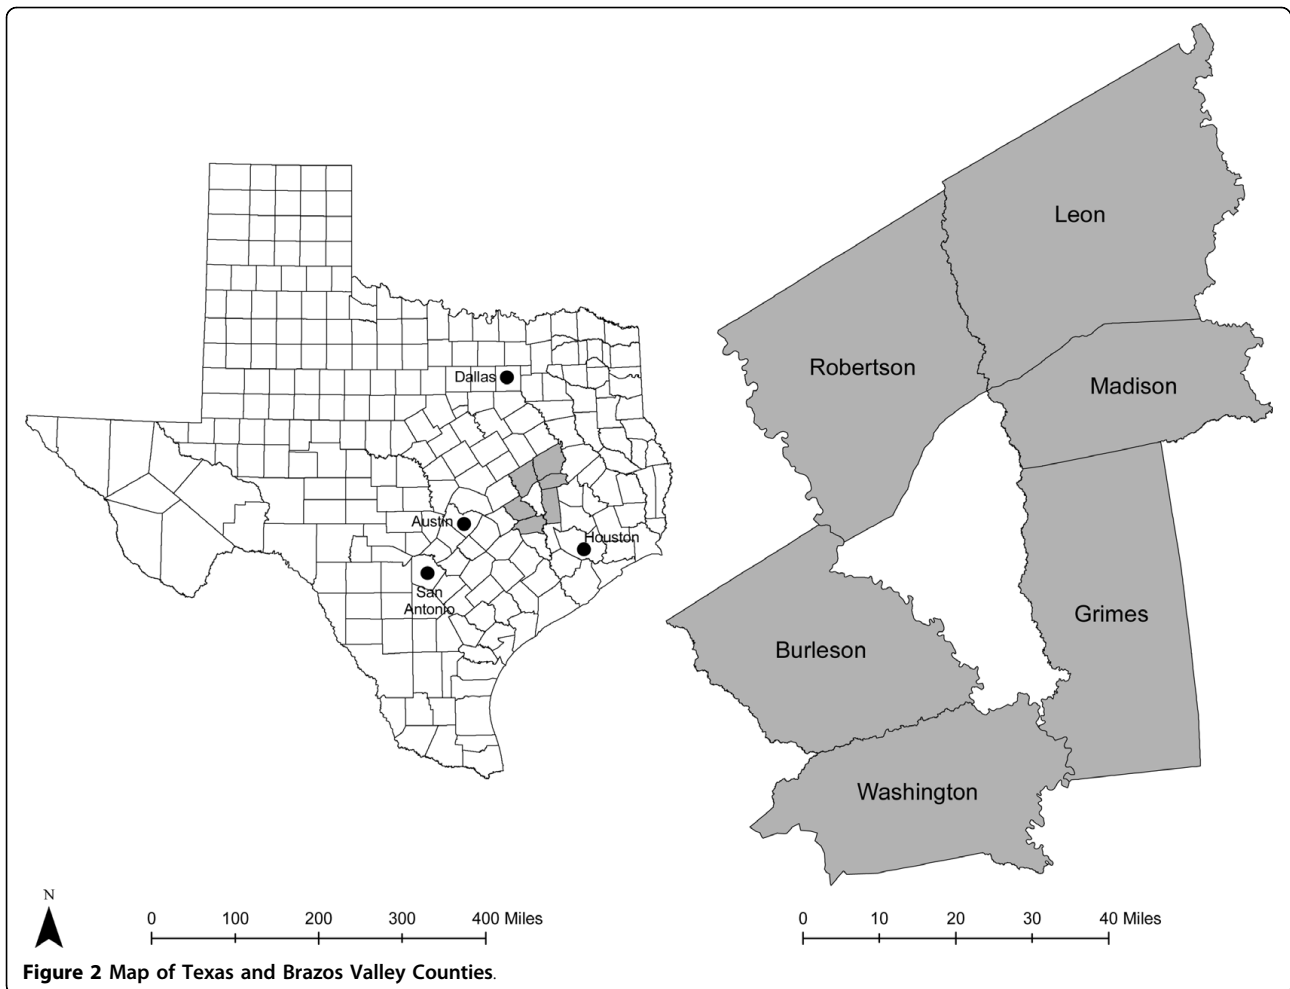 Leon
Robertson
Madison
Dallas
Austin
Houston
San
Antonio
Grimes
Burleson
Washington
N
0 100 200 300 400 Miles
0 10 20 30 40 Miles
Figure 2 Map of Texas and Brazos Valley Counties.